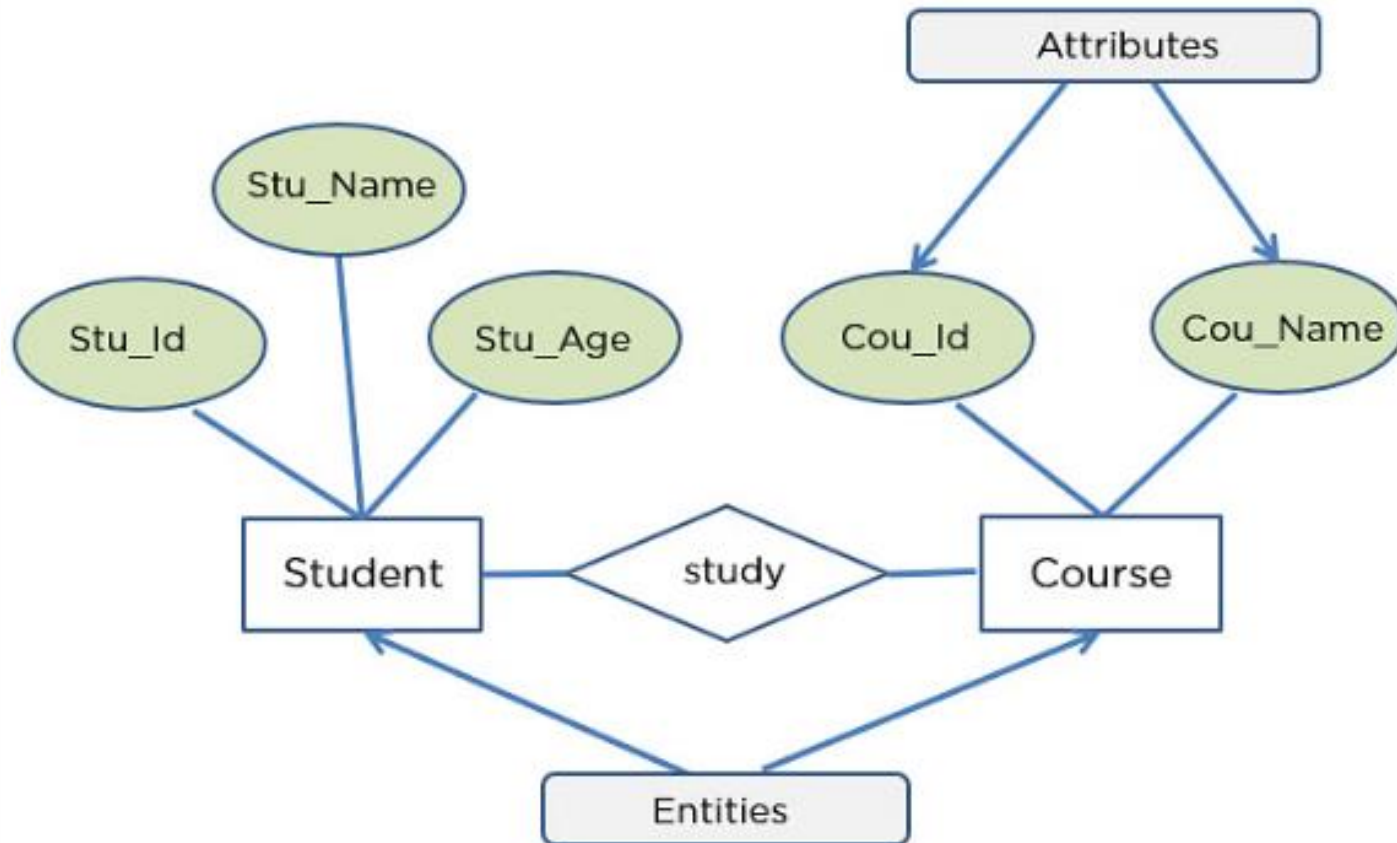 Attributes
Stu_Name
Stu_Id
Stu_Age
Cou_Id
Cou_Name
Student
study
Course
Entities